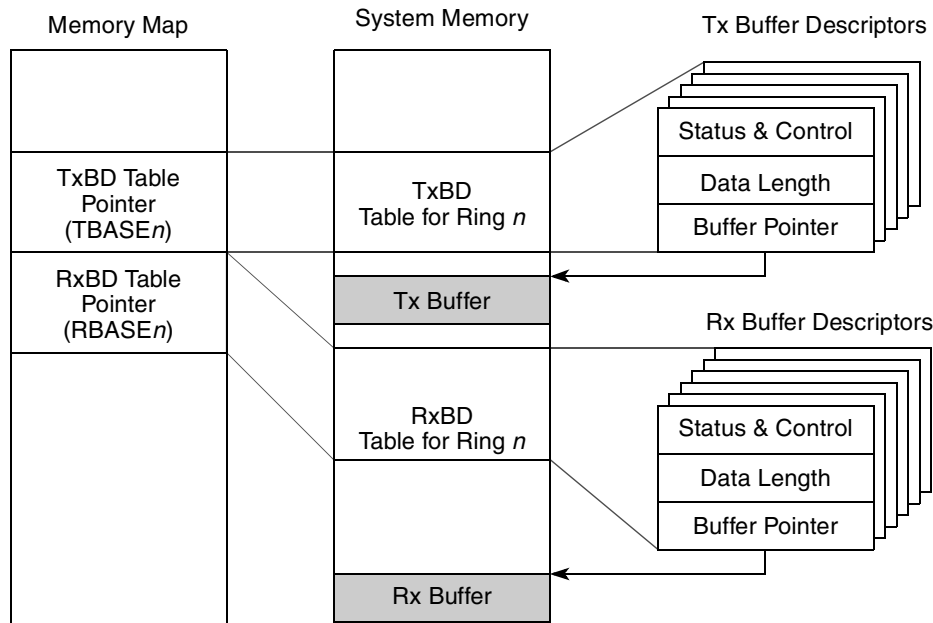 Memory Map
System Memory
Tx Buffer Descriptors
TxBD Table
Pointer
(TBASEn)
RxBD Table
Pointer
(RBASEn)
TxBD
Table for Ring n
Tx Buffer
RxBD
Table for Ring n
Rx Buffer
Status & Control
Data Length
Buffer Pointer
Rx Buffer Descriptors
Status & Control
Data Length
Buffer Pointer